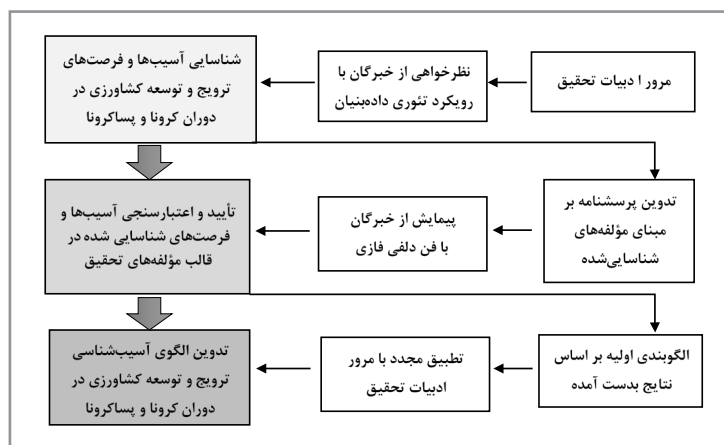 مرور ادبیات تحقیق
نظرخواهی از خبرگان با
رویکرد تئوری داده‌بنیان
شناسایی آسیب‌ها و فرصت‌های
ترویج و توسعه کشاورزی در
دوران کرونا و پساکرونا
تدوین پرسشنامه بر
مبنای مؤلفه‌های
شناسایی‌شده
پیمایش از خبرگان
با فن دلفی فازی
تأیید و اعتبارسنجی آسیب‌ها و
فرصت‌های شناسایی شده در
قالب مؤلفه‌های تحقیق
الگوبندی اولیه بر اساس
نتایج بدست آمده
تطبیق مجدد با مرور
ادبیات تحقیق
تدوین الگوی آسیب‌شناسی
ترویج و توسعه کشاورزی در
دوران کرونا و پساکرونا